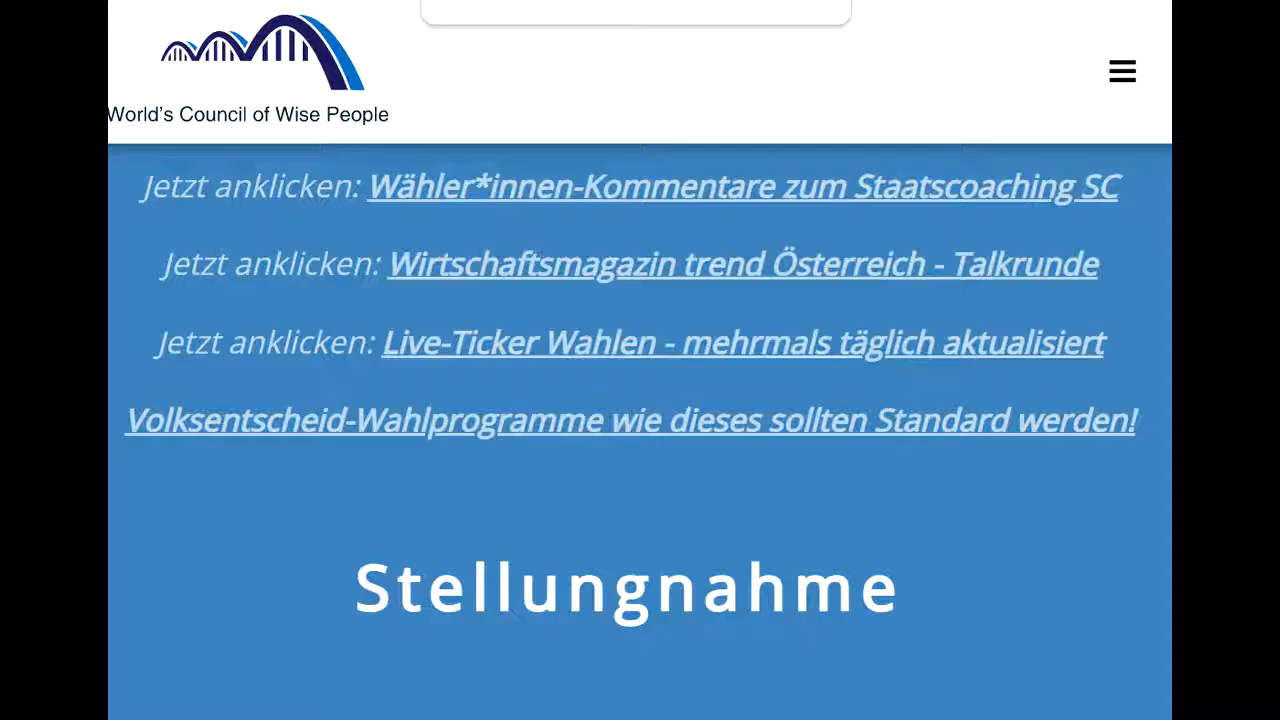 World's Council of Wise People
Jetzt anklicken: Wähler*innen-Kommentare zum Staatscoaching SC
Jetzt anklicken: Wirtschaftsmagazin trend Österreich - Talkrunde
Jetzt anklicken: Live-Ticker Wahlen - mehrmals täglich aktualisiert
Volksentscheid-Wahlprogramme wie dieses sollten Standard werden!
Stellungnahme